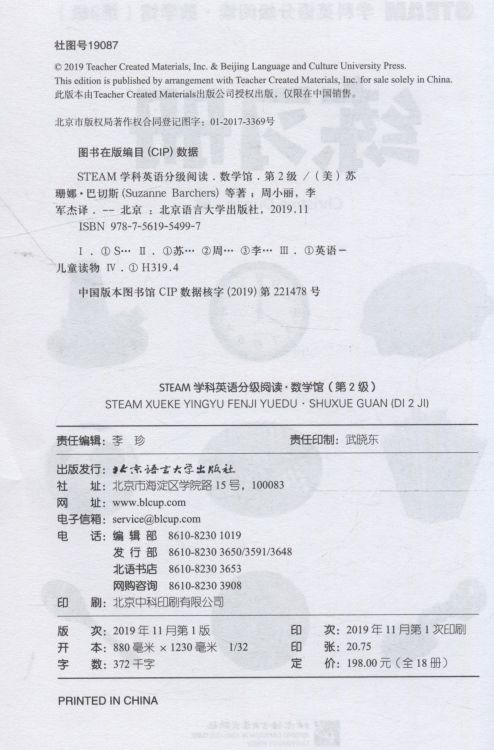 社图号19087
© 2019 Teacher Created Materials, Inc. & Beijing Language and Culture University Press.
This edition is published by arrangement with Teacher Created Materials, Inc. for sale solely in China.
此版本由Teacher Created Materials出版公司授权出版，仅限在中国销售。
北京市版权局著作权合同登记图字：01-2017-3369号
图书在版编目 (CIP) 数据
STEAM 学科英语分级阅读．数学馆．第 2 级 /（美）苏
珊娜·巴切斯 (Suzanne Barchers) 等著；周小丽，李
军杰译．-- 北京：北京语言大学出版社，2019.11
ISBN 978-7-5619-5499-7
Ⅰ．①S… Ⅱ．①苏… ②周… ③李… Ⅲ．①英语－
儿童读物 Ⅳ．① H319.4
中国版本图书馆 CIP 数据核字 (2019) 第 221478 号
STEAM 学科英语分级阅读·数学馆（第 2 级）
STEAM XUEKE YINGYU FENJI YUEDU · SHUXUE GUAN (DI 2 JI)
责任编辑：李 珍 责任印制：武晓东
出版发行：北京语言大学出版社
社 址：北京市海淀区学院路 15 号，100083
网 址：www.blcup.com
电子信箱：service@blcup.com
电 话：编 辑 部 8610-8230 1019
发 行 部 8610-8230 3650/3591/3648
北语书店 8610-8230 3653
网购咨询 8610-8230 3908
印 刷：北京中科印刷有限公司
版 次：2019 年 11 月第 1 版 印 次：2019 年 11 月第 1 次印刷
开 本：880 毫米 × 1230 毫米 1/32 印 张：20.75
字 数：372 千字 定 价：198.00 元（全 18 册）
PRINTED IN CHINA